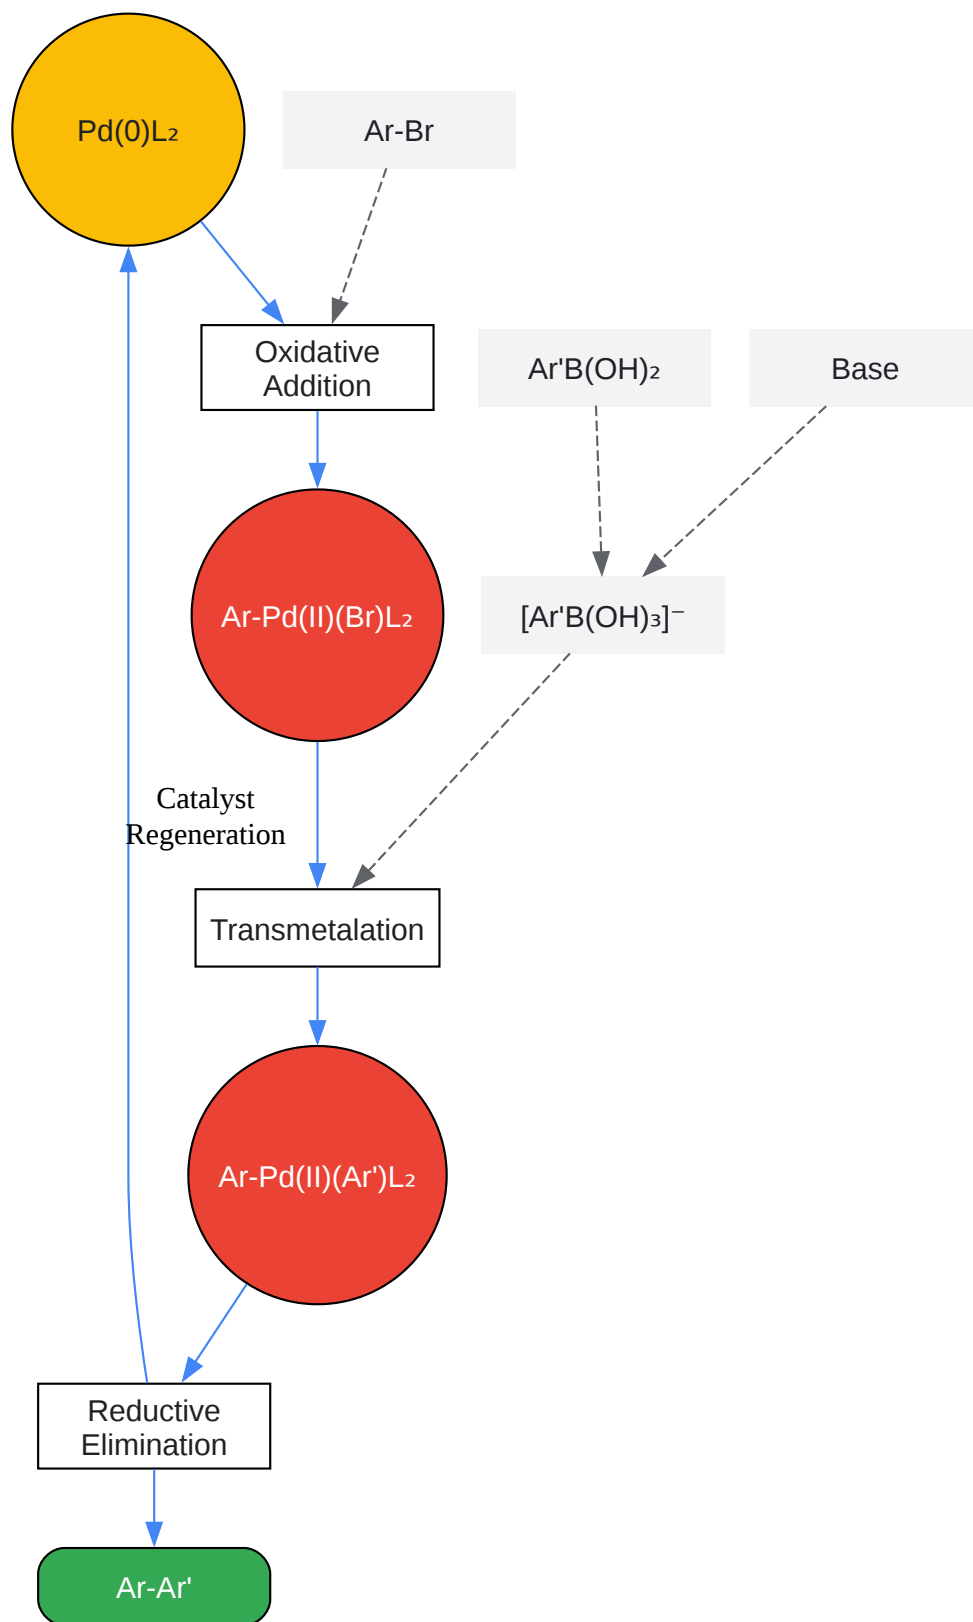 Pd(0)L₂
Ar-Br
Oxidative
Addition
Ar'B(OH)₂
Base
Ar-Pd(II)(Br)L₂
[Ar'B(OH)₃]⁻
Catalyst
Regeneration
Transmetalation
Ar-Pd(II)(Ar')L₂
Reductive
Elimination
Ar-Ar'